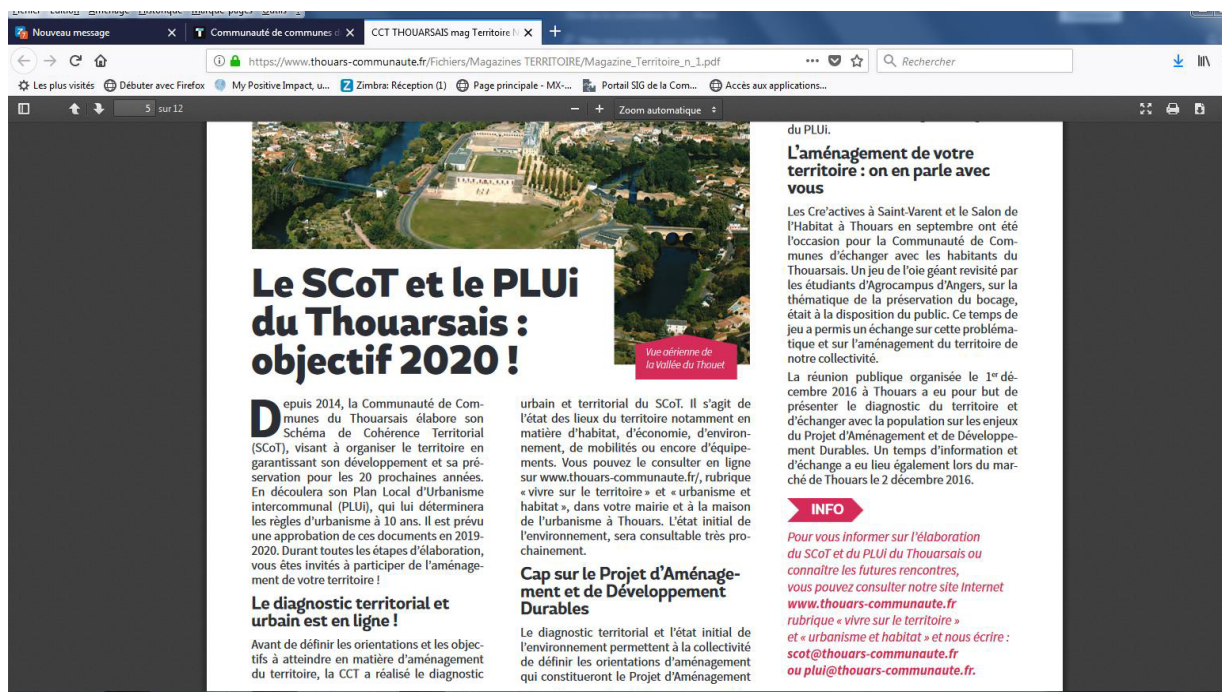 Nouveau message
Communauté de communes d
CCT THOUARSAIS mag Territoire N
https://www.thouars-communaute.fr/Fichiers/Magazines TERRITOIRE/Magazine_Territoire_n_1.pdf
Rechercher
Les plus visités
Débuter avec Firefox
My Positive Impact, u...
Zimbra: Réception (1)
Page principale - MX-...
Portail SIG de la Com...
Accès aux applications...
5 sur 12
Zoom automatique
Le SCoT et le PLUi
du Thouarsais :
objectif 2020 !
Vue aérienne de
la Vallée du Thouet
Depuis 2014, la Communauté de Com-
munes du Thouarsais élabore son
Schéma de Cohérence Territorial
(SCoT), visant à organiser le territoire en
garantissant son développement et sa pré-
servation pour les 20 prochaines années.
En découlera son Plan Local d'Urbanisme
intercommunal (PLUi), qui lui déterminera
les règles d'urbanisme à 10 ans. Il est prévu
une approbation de ces documents en 2019-
2020. Durant toutes les étapes d'élaboration,
vous êtes invités à participer de l'aménage-
ment de votre territoire !
Le diagnostic territorial et
urbain est en ligne !
Avant de définir les orientations et les objec-
tifs à atteindre en matière d'aménagement
du territoire, la CCT a réalisé le diagnostic
urbain et territorial du SCoT. Il s'agit de
l'état des lieux du territoire notamment en
matière d'habitat, d'économie, d'environ-
nement, de mobilités ou encore d'équipe-
ments. Vous pouvez le consulter en ligne
sur www.thouars-communaute.fr/, rubrique
« vivre sur le territoire » et « urbanisme et
habitat », dans votre mairie et à la maison
de l'urbanisme à Thouars. L'état initial de
l'environnement, sera consultable très pro-
chainement.
Cap sur le Projet d'Aménage-
ment et de Développement
Durables
Le diagnostic territorial et l'état initial de
l'environnement permettent à la collectivité
de définir les orientations d'aménagement
qui constitueront le Projet d'Aménagement
du PLUi.
L'aménagement de votre
territoire : on en parle avec
vous
Les Cre'actives à Saint-Varent et le Salon de
l'Habitat à Thouars en septembre ont été
l'occasion pour la Communauté de Com-
munes d'échanger avec les habitants du
Thouarsais. Un jeu de l'oie géant revisité par
les étudiants d'Agrocampus d'Angers, sur la
thématique de la préservation du bocage,
était à la disposition du public. Ce temps de
jeu a permis un échange sur cette probléma-
tique et sur l'aménagement du territoire de
notre collectivité.
La réunion publique organisée le 1er dé-
cembre 2016 à Thouars a eu pour but de
présenter le diagnostic du territoire et
d'échanger avec la population sur les enjeux
du Projet d'Aménagement et de Développe-
ment Durables. Un temps d'information et
d'échange a eu lieu également lors du mar-
ché de Thouars le 2 décembre 2016.
INFO
Pour vous informer sur l'élaboration
du SCoT et du PLUi du Thouarsais ou
connaître les futures rencontres,
vous pouvez consulter notre site Internet
www.thouars-communaute.fr
rubrique « vivre sur le territoire »
et « urbanisme et habitat » et nous écrire :
scot@thouars-communaute.fr
ou plui@thouars-communaute.fr.